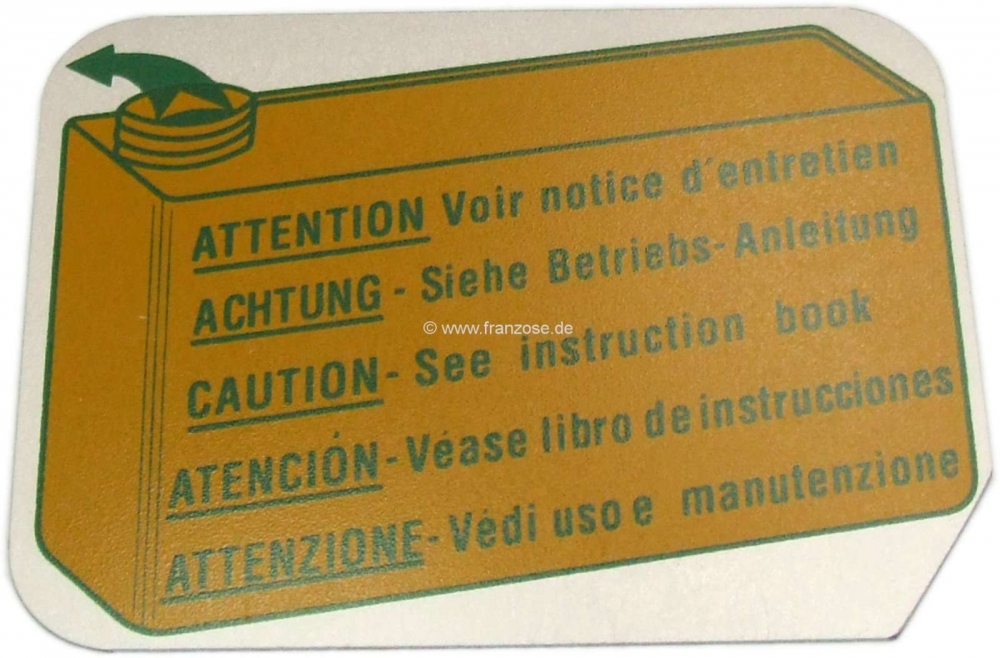 ATTENTION Voir notice d'entretien
ACHTUNG - Siehe Betriebs-Anleitung
© www.franzose.de
CAUTION - See instruction book
ATENCIÓN - Véase libro de instrucciones
ATTENZIONE - Védi uso e manutenzione